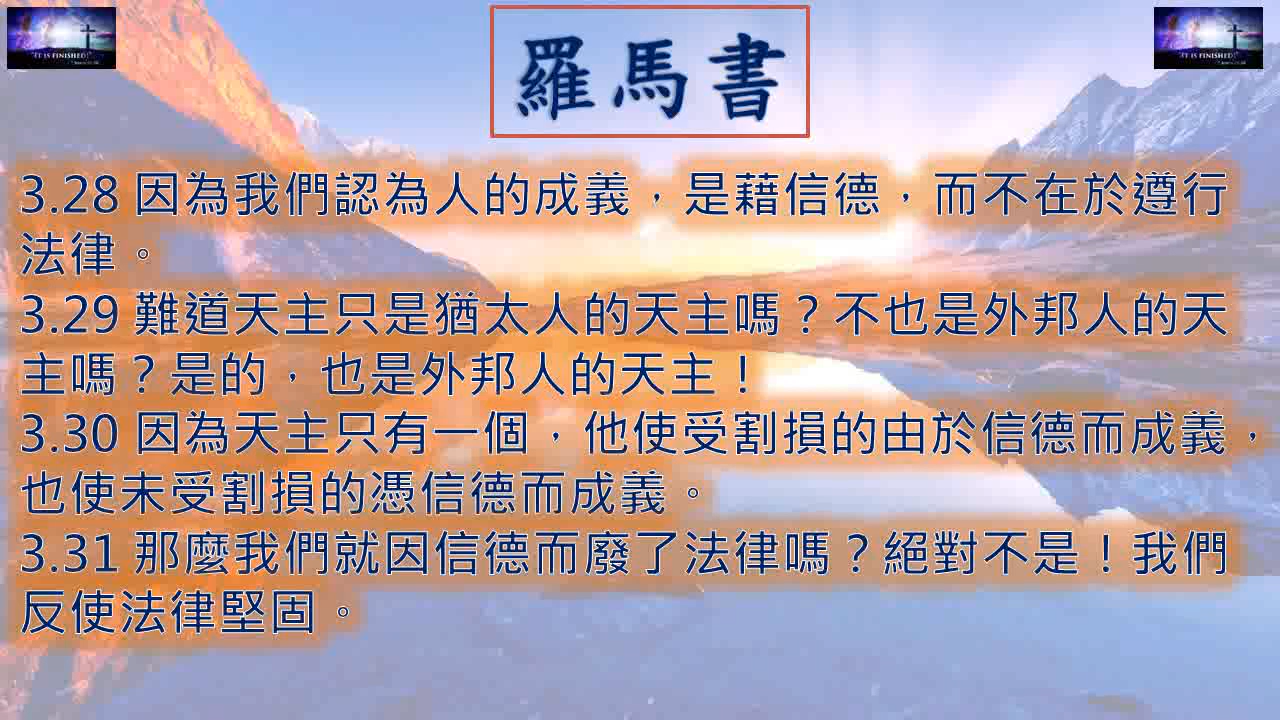 羅馬書
"IT IS FINISHED!"
"IT IS FINISHED!"
3.28 因為我們認為人的成義，是藉信德，而不在於遵行
法律。
3.29 難道天主只是猶太人的天主嗎？不也是外邦人的天
主嗎？是的，也是外邦人的天主！
3.30 因為天主只有一個，他使受割損的由於信德而成義，
也使未受割損的憑信德而成義。
3.31 那麼我們就因信德而廢了法律嗎？絕對不是！我們
反使法律堅固。